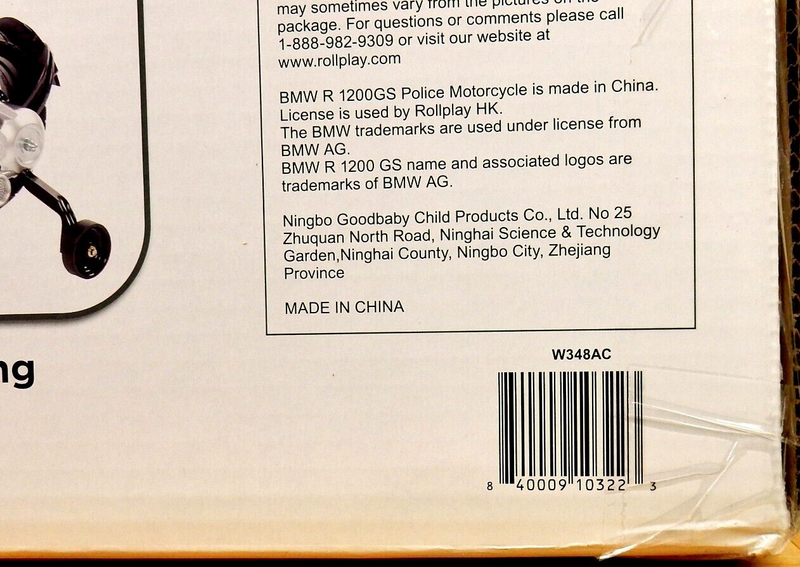 may sometimes vary from the pictures on the
package. For questions or comments please call
1-888-982-9309 or visit our website at
www.rollplay.com
BMW R 1200GS Police Motorcycle is made in China.
License is used by Rollplay HK.
The BMW trademarks are used under license from
BMW AG.
BMW R 1200 GS name and associated logos are
trademarks of BMW AG.
Ningbo Goodbaby Child Products Co., Ltd. No 25
Zhuquan North Road, Ninghai Science & Technology
Garden,Ninghai County, Ningbo City, Zhejiang
Province
MADE IN CHINA
ng
W348AC
8 40009 10322 3